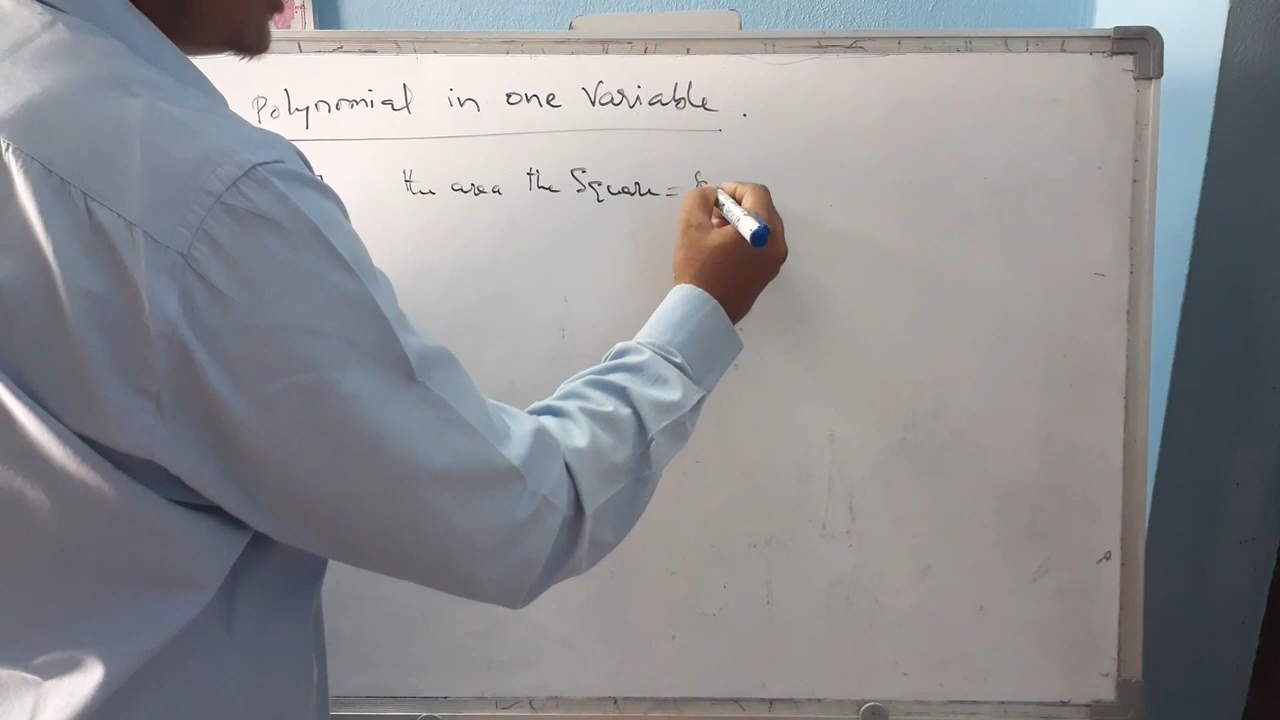 Polynomial in one Variable.
the area the Square =